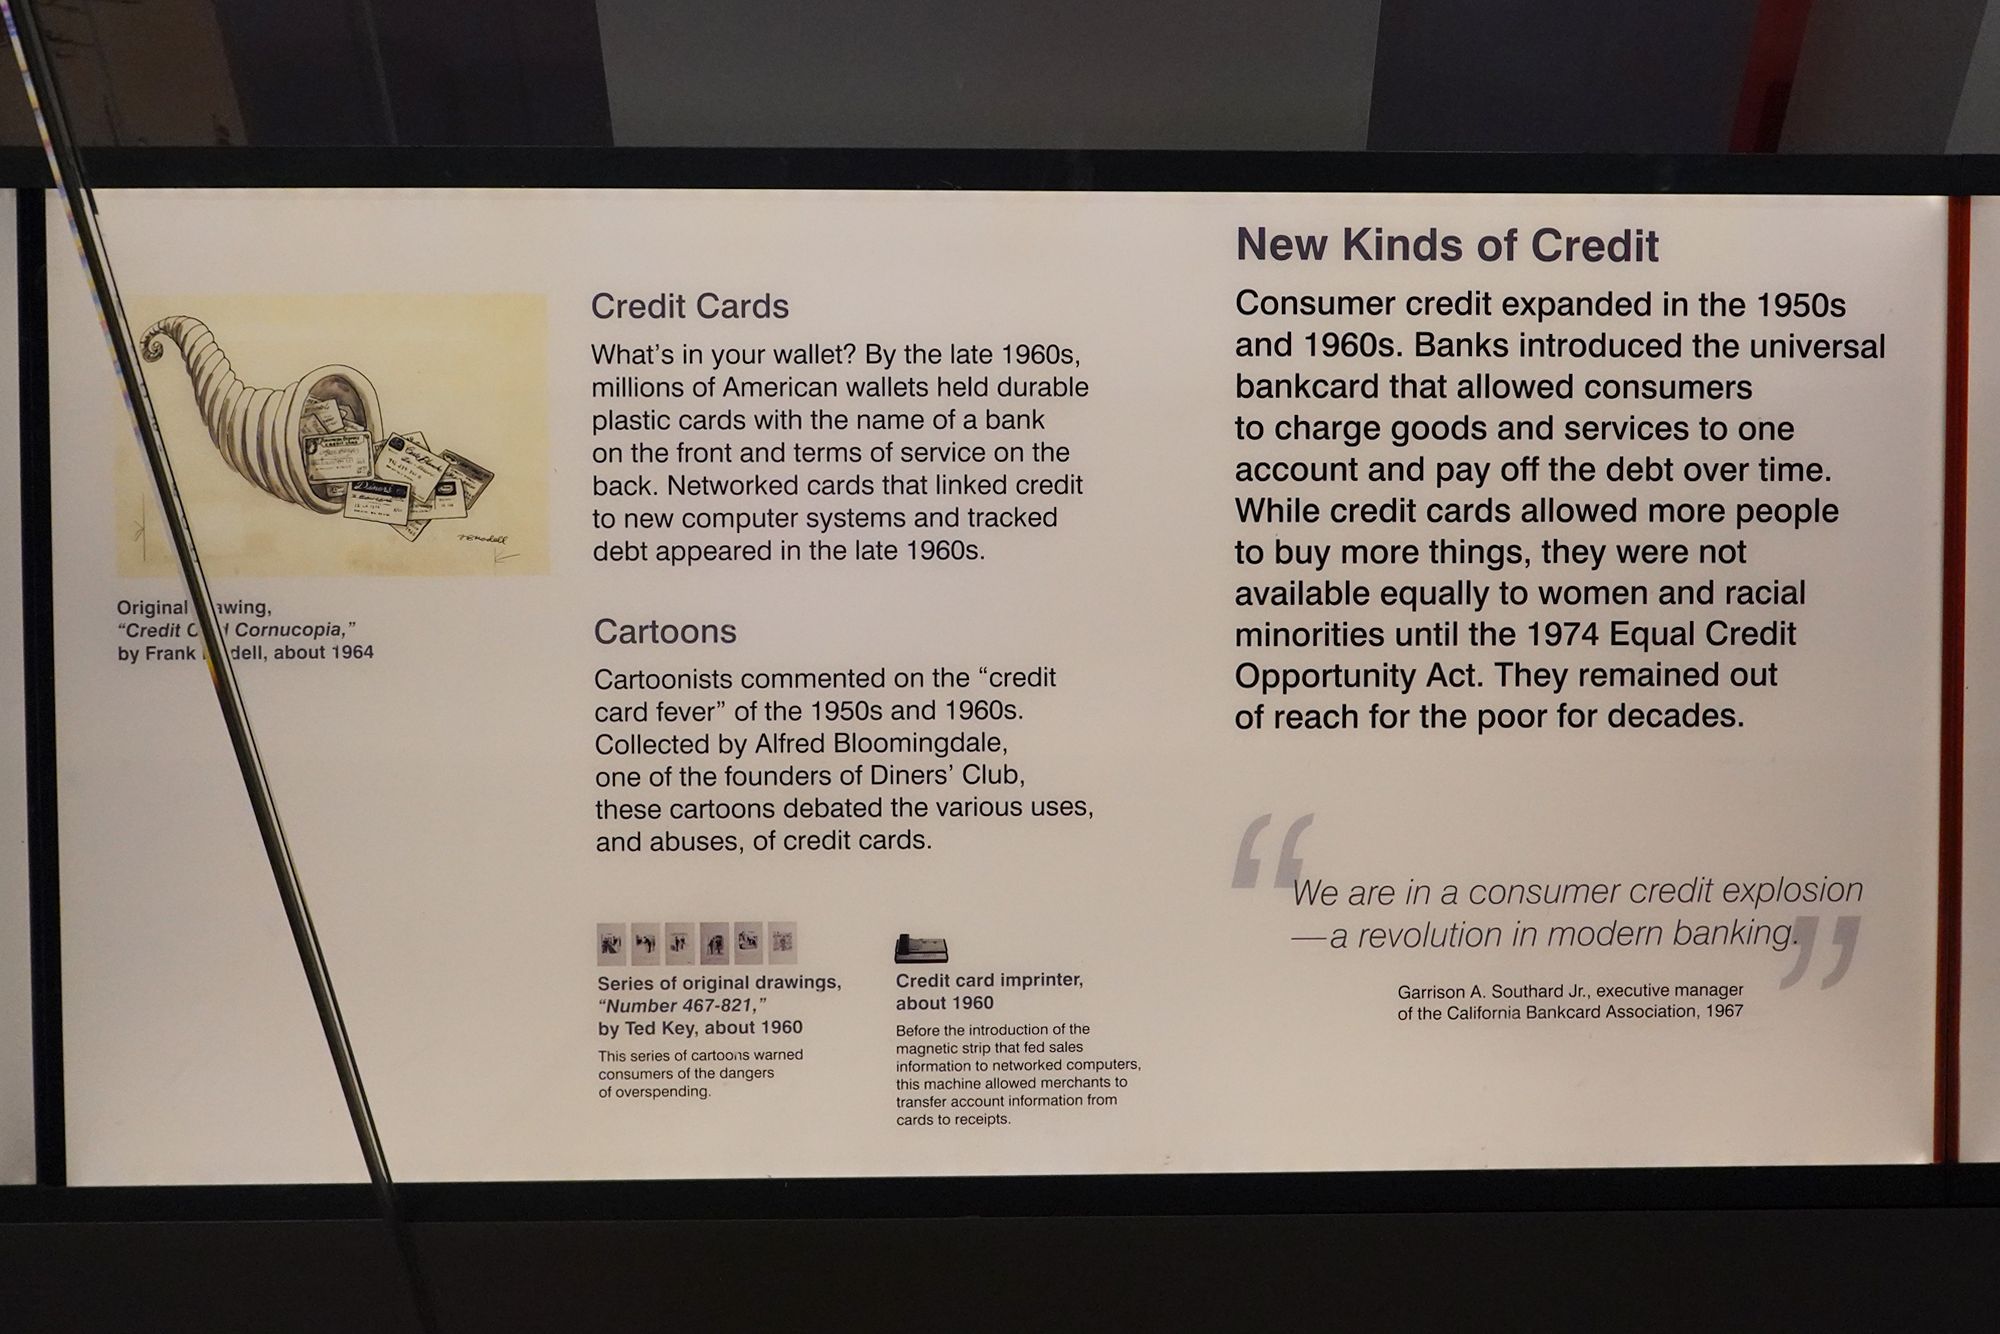 Original
"Credit Cornucopia,"
by Frank about 1964
Credit Cards
What's in your wallet? By the late 1960s,
millions of American wallets held durable
plastic cards with the name of a bank
on the front and terms of service on the
back. Networked cards that linked credit
to new computer systems and tracked
debt appeared in the late 1960s.
Cartoons
Cartoonists commented on the “credit
card fever” of the 1950s and 1960s.
Collected by Alfred Bloomingdale,
one of the founders of Diners’ Club,
these cartoons debated the various uses,
and abuses, of credit cards.
Series of original drawings,
“Number 467-821,”
by Ted Key, about 1960
This series of cartoons warned
consumers of the dangers
of overspending.
Credit card imprinter,
about 1960
Before the introduction of the
magnetic strip that fed sales
information to networked computers,
this machine allowed merchants to
transfer account information from
cards to receipts.
New Kinds of Credit
Consumer credit expanded in the 1950s
and 1960s. Banks introduced the universal
bankcard that allowed consumers
to charge goods and services to one
account and pay off the debt over time.
While credit cards allowed more people
to buy more things, they were not
available equally to women and racial
minorities until the 1974 Equal Credit
Opportunity Act. They remained out
of reach for the poor for decades.
“We are in a consumer credit explosion
—a revolution in modern banking.”
Garrison A. Southard Jr., executive manager
of the California Bankcard Association, 1967